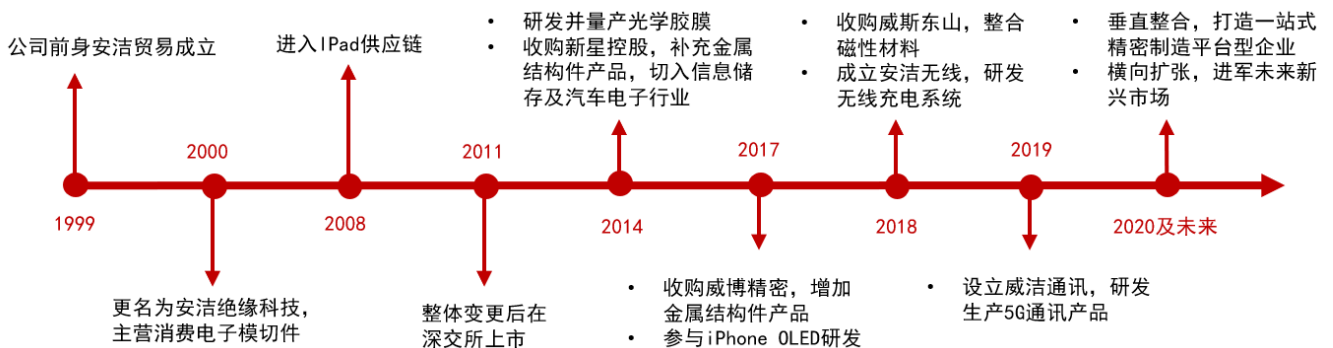 公司前身安洁贸易成立
1999
2000
更名为安洁绝缘科技，
主营消费电子模切件
进入IPad供应链
2008
2011
整体变更后在
深交所上市
• 研发并量产光学胶膜
• 收购新星控股，补充金属
结构件产品，切入信息储
存及汽车电子行业
2014
2017
• 收购威博精密，增加
金属结构件产品
• 参与iPhone OLED研发
• 收购威斯东山，整合
磁性材料
• 成立安洁无线，研发
无线充电系统
2018
2019
• 设立威洁通讯，研发
生产5G通讯产品
• 垂直整合，打造一站式
精密制造平台型企业
• 横向扩张，进军未来新
兴市场
2020及未来